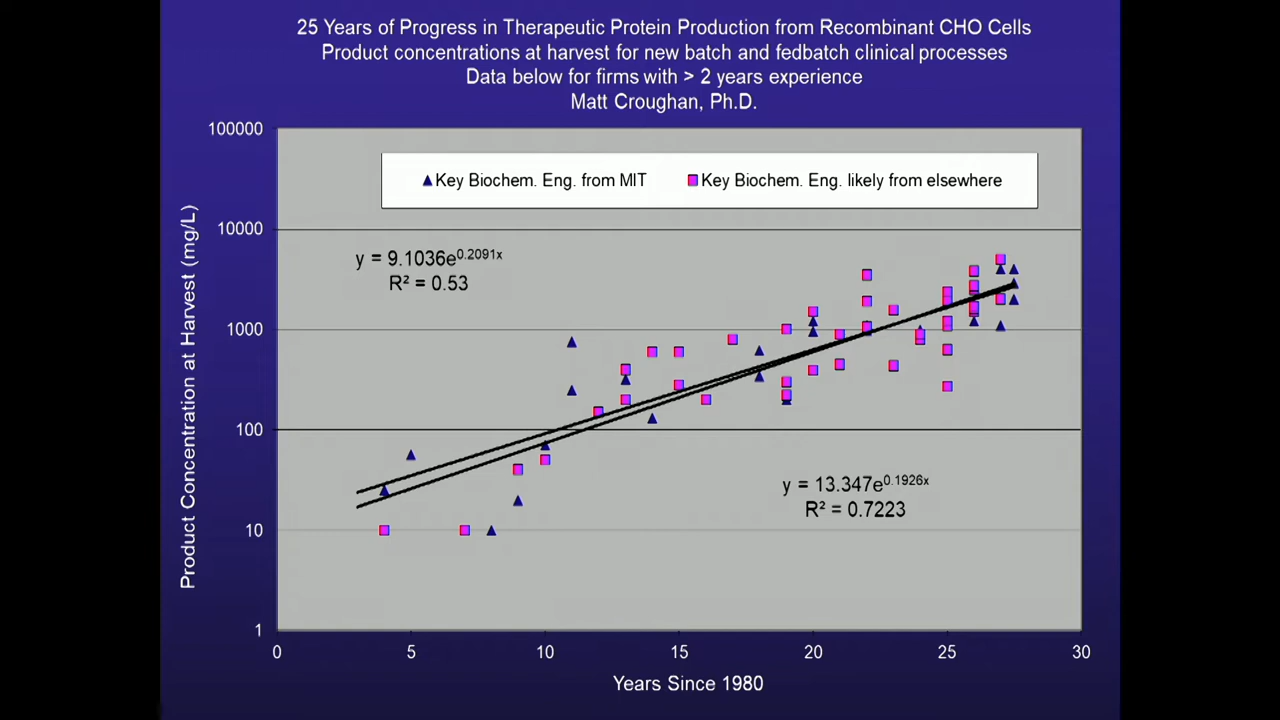 25 Years of Progress in Therapeutic Protein Production from Recombinant CHO Cells
Product concentrations at harvest for new batch and fedbatch clinical processes
Data below for firms with > 2 years experience
Matt Croughan, Ph.D.
100000
10000
1000
100
10
1
Product Concentration at Harvest (mg/L)
Key Biochem. Eng. from MIT
Key Biochem. Eng. likely from elsewhere
y = 9.1036e^0.2091x
R² = 0.53
y = 13.347e^0.1926x
R² = 0.7223
0 5 10 15 20 25 30
Years Since 1980